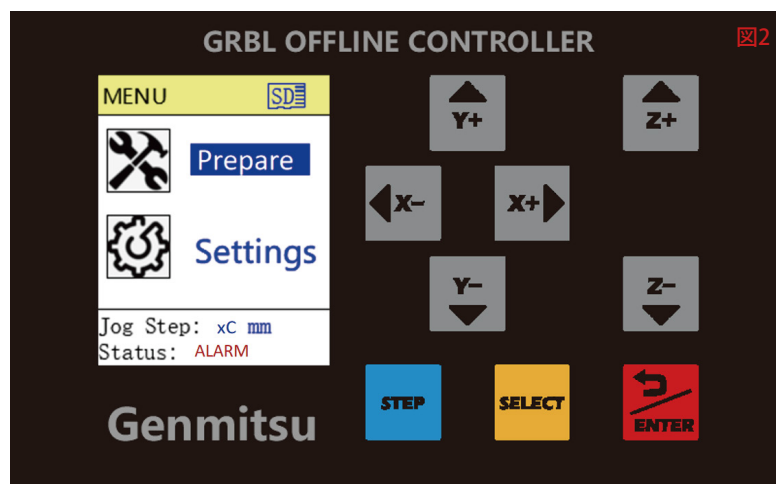 GRBL OFFLINE CONTROLLER
図2
MENU SD
Prepare
Settings
Jog Step: xC mm
Status: ALARM
Y+
Z+
X-
X+
Y-
Z-
STEP
SELECT
ENTER
Genmitsu